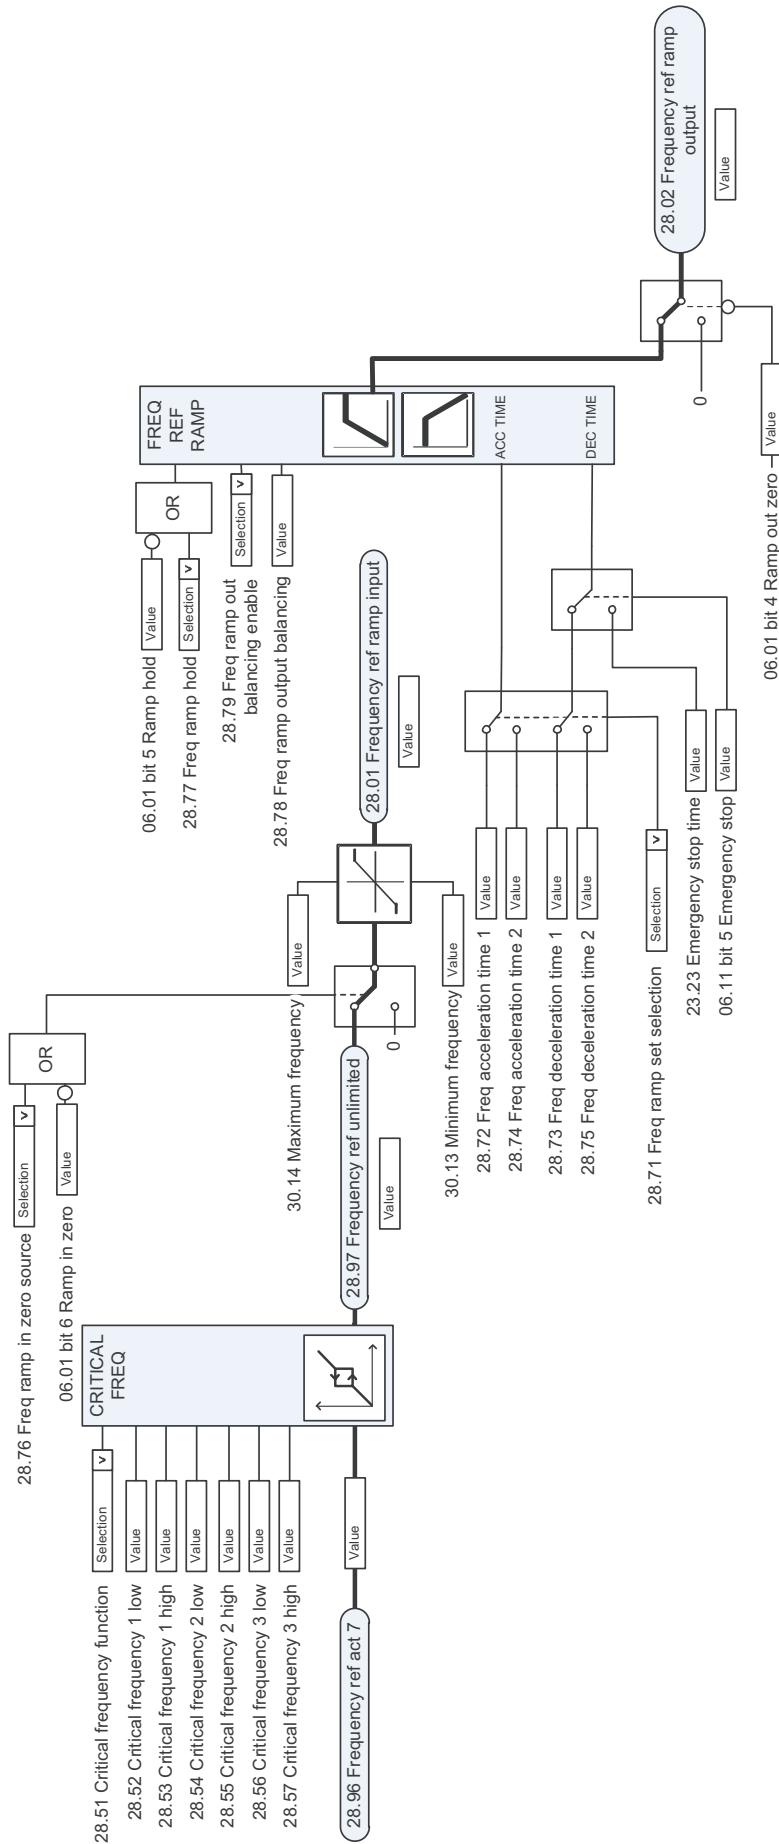 28.76 Freq ramp in zero source
Selection
06.01 bit 6 Ramp in zero
Value
OR
28.51 Critical frequency function
Selection
28.52 Critical frequency 1 low
Value
28.53 Critical frequency 1 high
Value
28.54 Critical frequency 2 low
Value
28.55 Critical frequency 2 high
Value
28.56 Critical frequency 3 low
Value
28.57 Critical frequency 3 high
Value
28.96 Frequency ref act 7
Value
CRITICAL
FREQ
28.97 Frequency ref unlimited
Value
0
30.14 Maximum frequency
Value
30.13 Minimum frequency
Value
28.01 Frequency ref ramp input
Value
06.01 bit 5 Ramp hold
Value
28.77 Freq ramp hold
Selection
OR
28.79 Freq ramp out
balancing enable
Selection
28.78 Freq ramp output balancing
Value
FREQ
REF
RAMP
ACC TIME
DEC TIME
28.72 Freq acceleration time 1
Value
28.74 Freq acceleration time 2
Value
28.73 Freq deceleration time 1
Value
28.75 Freq deceleration time 2
Value
28.71 Freq ramp set selection
Selection
23.23 Emergency stop time
Value
06.11 bit 5 Emergency stop
Value
0
06.01 bit 4 Ramp out zero
Value
28.02 Frequency ref ramp
output
Value